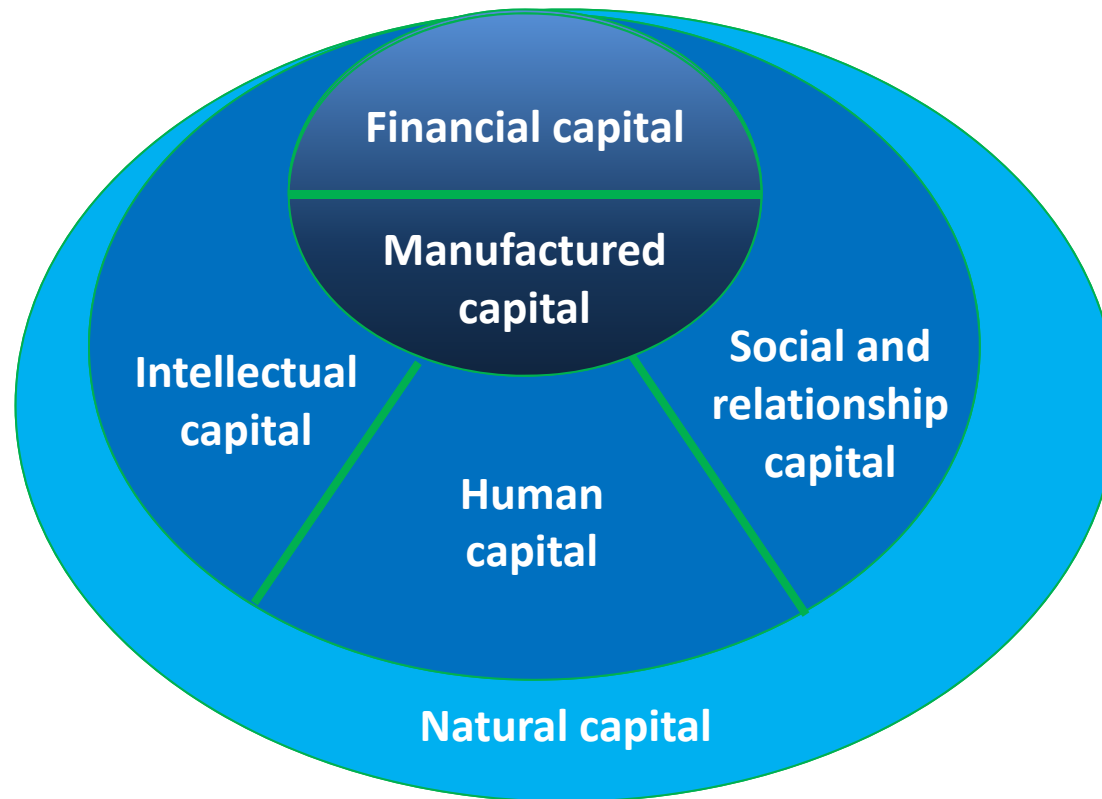 Financial capital
Manufactured
capital
Intellectual
capital
Social and
relationship
capital
Human
capital
Natural capital